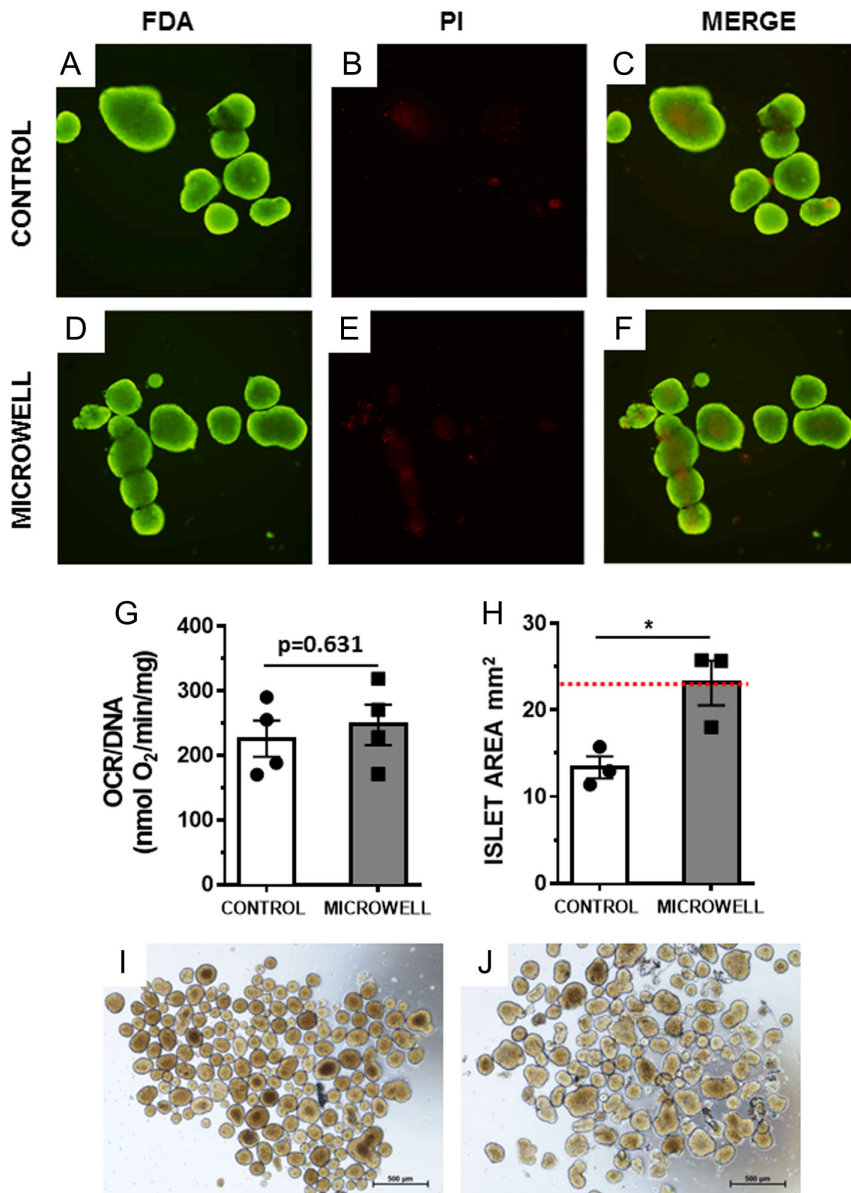 FDA PI MERGE
CONTROL
A B C
MICROWELL
D E F
G
OCR/DNA
(nmol O₂/min/mg)
400
300
200
100
0
p=0.631
CONTROL MICROWELL
H
ISLET AREA mm²
30
20
10
0
*
CONTROL MICROWELL
I J
500 µm 500 µm